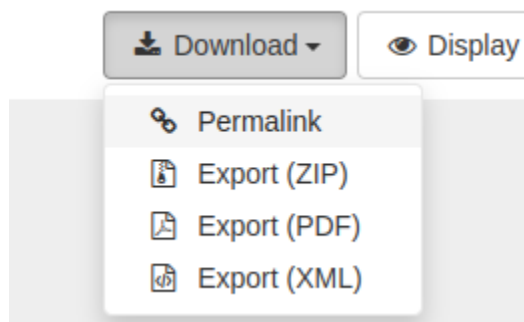 Download
Display
Permalink
Export (ZIP)
Export (PDF)
Export (XML)